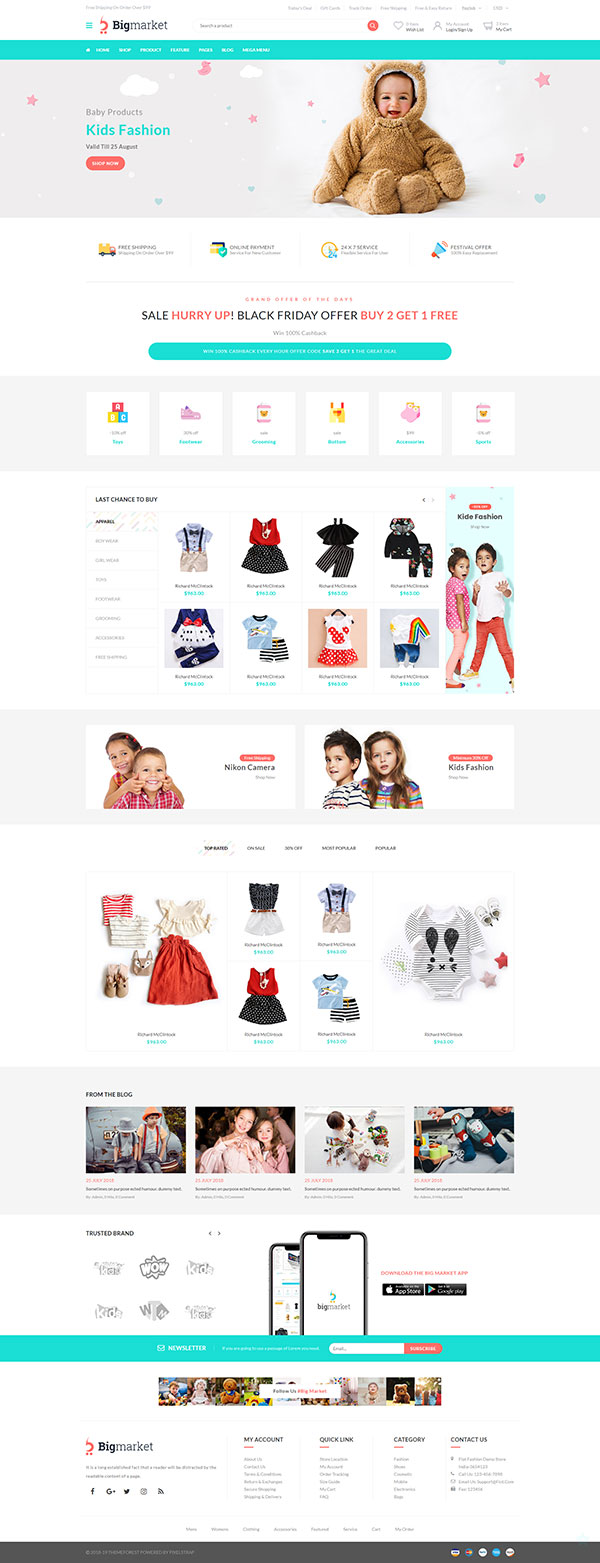 Free Shipping On Order Over $99
Today's Deal
Gift Cards
Track Order
Free Shipping
Free & Easy Return
English
USD
Bigmarket
Search a product
0 Item
Wish List
My Account
Login/Sign Up
0 item
My Cart
HOME
SHOP
PRODUCT
FEATURE
PAGES
BLOG
MEGA MENU
Baby Products
Kids Fashion
Valid Till 25 August
SHOP NOW
FREE SHIPPING
Shipping On Order Over $99
ONLINE PAYMENT
Service For New Customer
24 X 7 SERVICE
Flexible Service For User
FESTIVAL OFFER
100% Easy Replacement
GRAND OFFER OF THE DAYS
SALE HURRY UP! BLACK FRIDAY OFFER BUY 2 GET 1 FREE
Win 100% Cashback
WIN 100% CASHBACK EVERY HOUR OFFER CODE SAVE 2 GET 1 THE GREAT DEAL
Toys
30% off
Footwear
sale
Grooming
sale
Bottom
$99
Accessories
Sports
LAST CHANCE TO BUY
APPAREL
BOY WEAR
GIRL WEAR
TOYS
FOOTWEAR
GROOMING
ACCESSORIES
FREE SHIPPING
Richard McClintock
$963.00
Richard McClintock
$963.00
Richard McClintock
$963.00
Richard McClintock
$963.00
Richard McClintock
$963.00
Richard McClintock
$963.00
Richard McClintock
$963.00
Richard McClintock
$963.00
Kids Fashion
Shop Now
Free Shipping
Nikon Camera
Shop Now
Minimum 30% Off
Kids Fashion
Shop Now
TOP RATED
ON SALE
30% OFF
MOST POPULAR
POPULAR
Richard McClintock
$963.00
Richard McClintock
$963.00
Richard McClintock
$963.00
Richard McClintock
$963.00
Richard McClintock
$963.00
Richard McClintock
$963.00
FROM THE BLOG
25 JULY 2018
Sometimes on purpose ected humour. dummy text.
By: Admin, 0 Hits, 0 Comment
25 JULY 2018
Sometimes on purpose ected humour. dummy text.
By: Admin, 0 Hits, 0 Comment
25 JULY 2018
Sometimes on purpose ected humour. dummy text.
By: Admin, 0 Hits, 0 Comment
25 JULY 2018
Sometimes on purpose ected humour. dummy text.
By: Admin, 0 Hits, 0 Comment
TRUSTED BRAND
WOW
kids
kids
bigmarket
DOWNLOAD THE BIG MARKET APP
App Store
Google play
NEWSLETTER
If you are going to use a passage of Lorem you need.
Email...
SUBSCRIBE
Follow Us #Big Market
Bigmarket
It is a long established fact that a reader will be distracted by the
readable content of a page.
MY ACCOUNT
About Us
Contact Us
Terms & Conditions
Return & Exchanges
Secure Shopping
Shipping & Delivery
QUICK LINK
Store Location
My Account
Order Tracking
Size Guide
My Cart
FAQ
CATEGORY
Fashion
Shoes
Cosmetic
Mobile
Electronics
Bags
CONTACT US
Flat Fashion Demo Store
India-3654123
Call Us: 123-456-7898
Email Us: Support@Fiot.Com
Fax: 123456
Mens
Womens
Clothing
Accessories
Featured
Service
Cart
My Order
© 2018-19 THEMEFOREST POWERED BY PIXELSTRAP